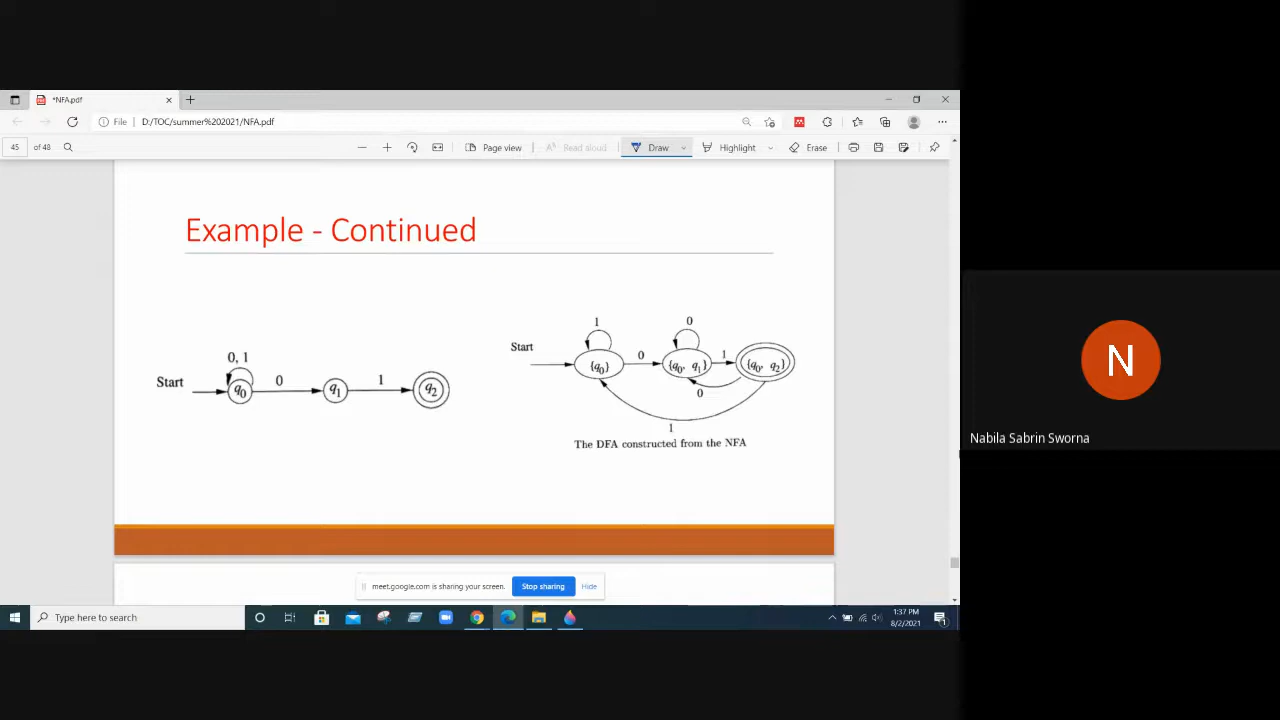 *NFA.pdf
File D:/TOC/summer%202021/NFA.pdf
45 of 48 Page view Read aloud Draw Highlight Erase
Example - Continued
Start 0, 1 q0 0 q1 1 q2
Start 1 {q0} 0 0 {q0, q1} 1 {q0, q2} 0 1
The DFA constructed from the NFA
N
Nabila Sabrin Sworna
meet.google.com is sharing your screen. Stop sharing Hide
Type here to search
1:37 PM
8/2/2021
1